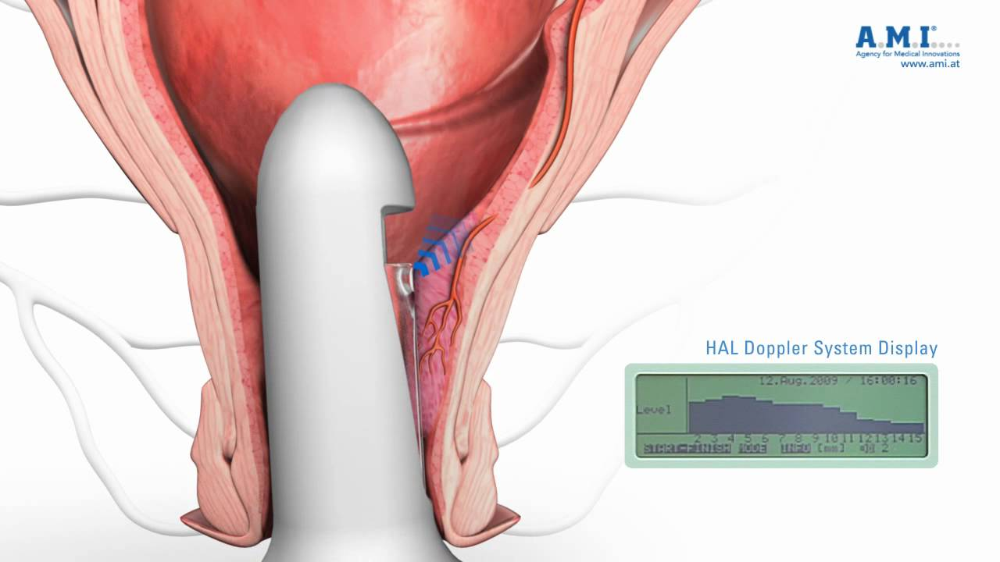 A.M.I.®
Agency for Medical Innovations
www.ami.at
HAL Doppler System Display
12.Aug.2009 / 16:00:16
Level
2 3 4 5 6 7 8 9 10 11 12 13 14 15
START-FINISH MODE INFO [mm] 2